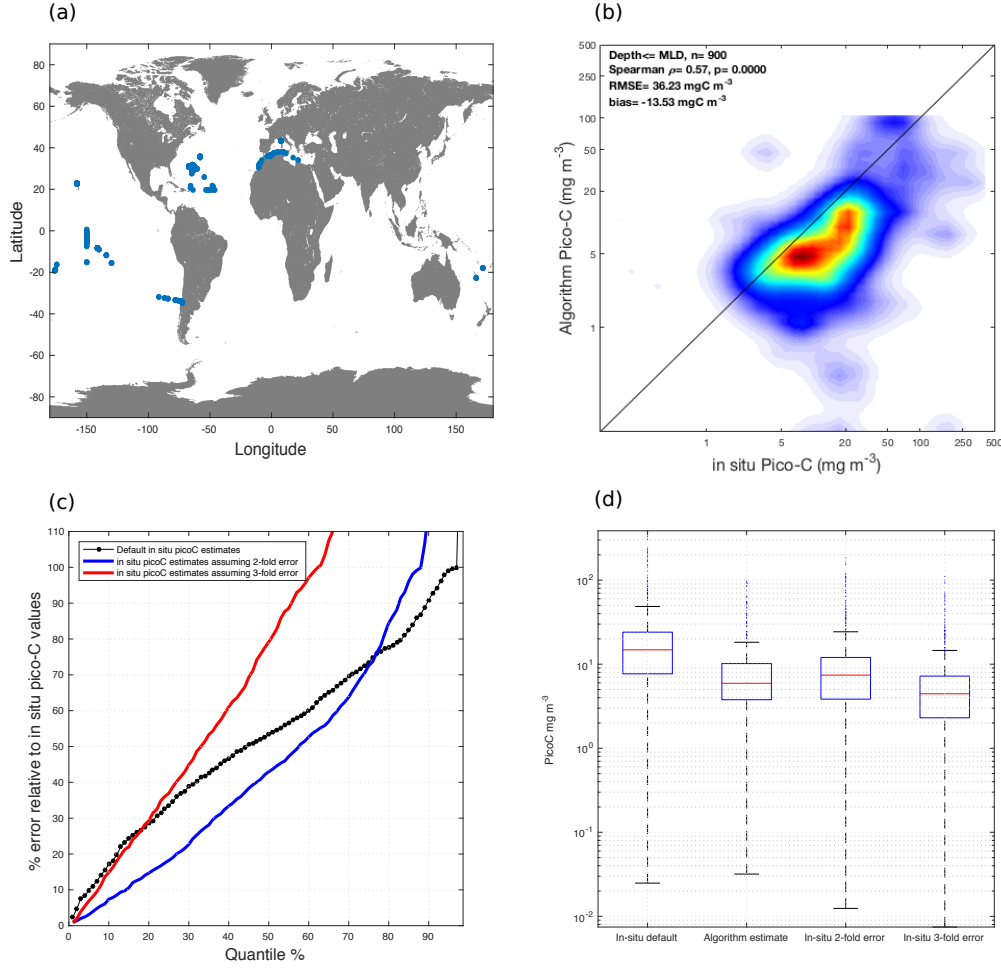 (a)
80
60
40
20
0
-20
-40
-60
-80
Latitude
-150
-100
-50
0
50
100
150
Longitude
(b)
Depth<= MLD, n= 900
Spearman ρ= 0.57, p= 0.0000
RMSE= 36.23 mgC m⁻³
bias= -13.53 mgC m⁻³
500
250
100
50
20
5
1
Algorithm Pico-C (mg m⁻³)
1
5
20
50
100
250
500
in situ Pico-C (mg m⁻³)
(c)
Default in situ picoC estimates
in situ picoC estimates assuming 2-fold error
in situ picoC estimates assuming 3-fold error
110
100
90
80
70
60
50
40
30
20
10
0
% error relative to in situ pico-C values
0
10
20
30
40
50
60
70
80
90
Quantile %
(d)
10²
10¹
10⁰
10⁻¹
10⁻²
PicoC mg m⁻³
In-situ default
Algorithm estimate
In-situ 2-fold error
In-situ 3-fold error